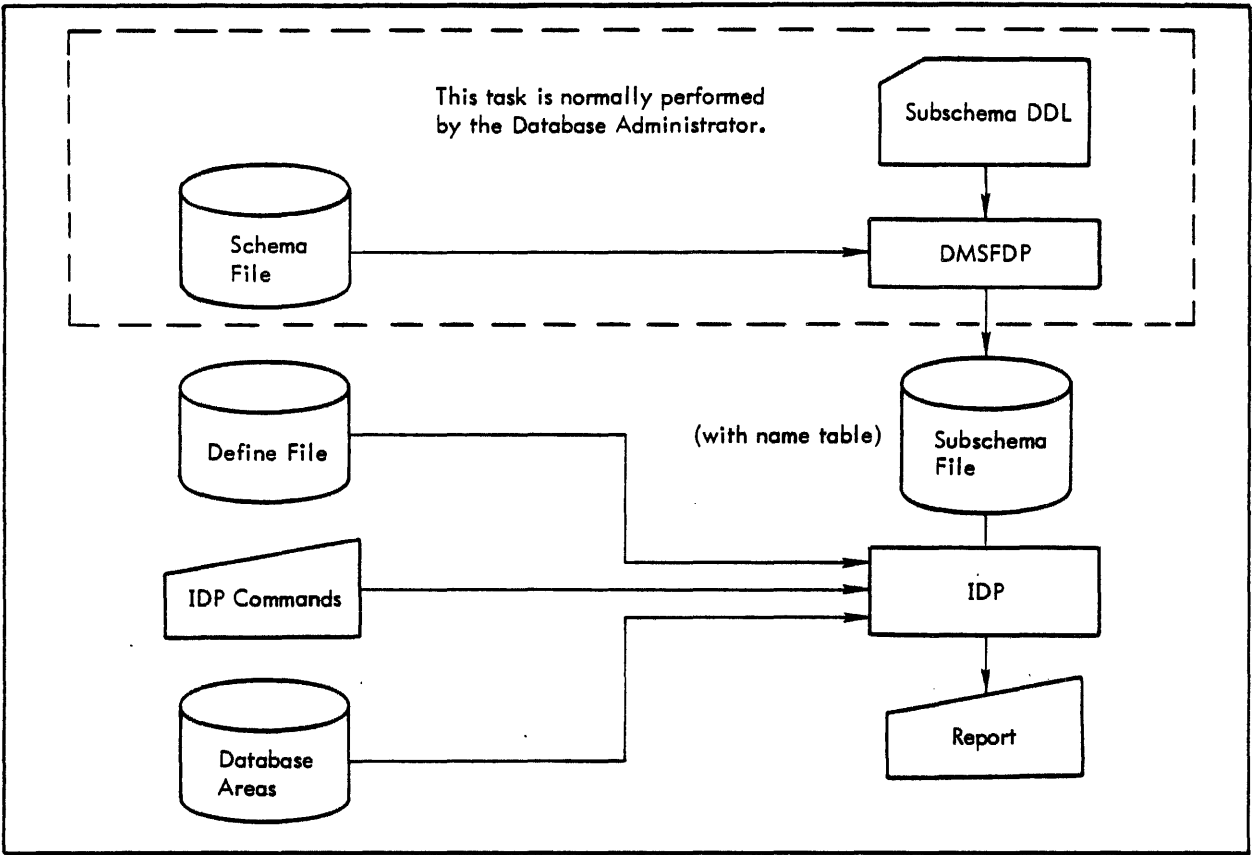 This task is normally performed
by the Database Administrator.
Subschema DDL
Schema
File
DMSFDP
Define File
(with name table)
Subschema
File
IDP Commands
IDP
Database
Areas
Report